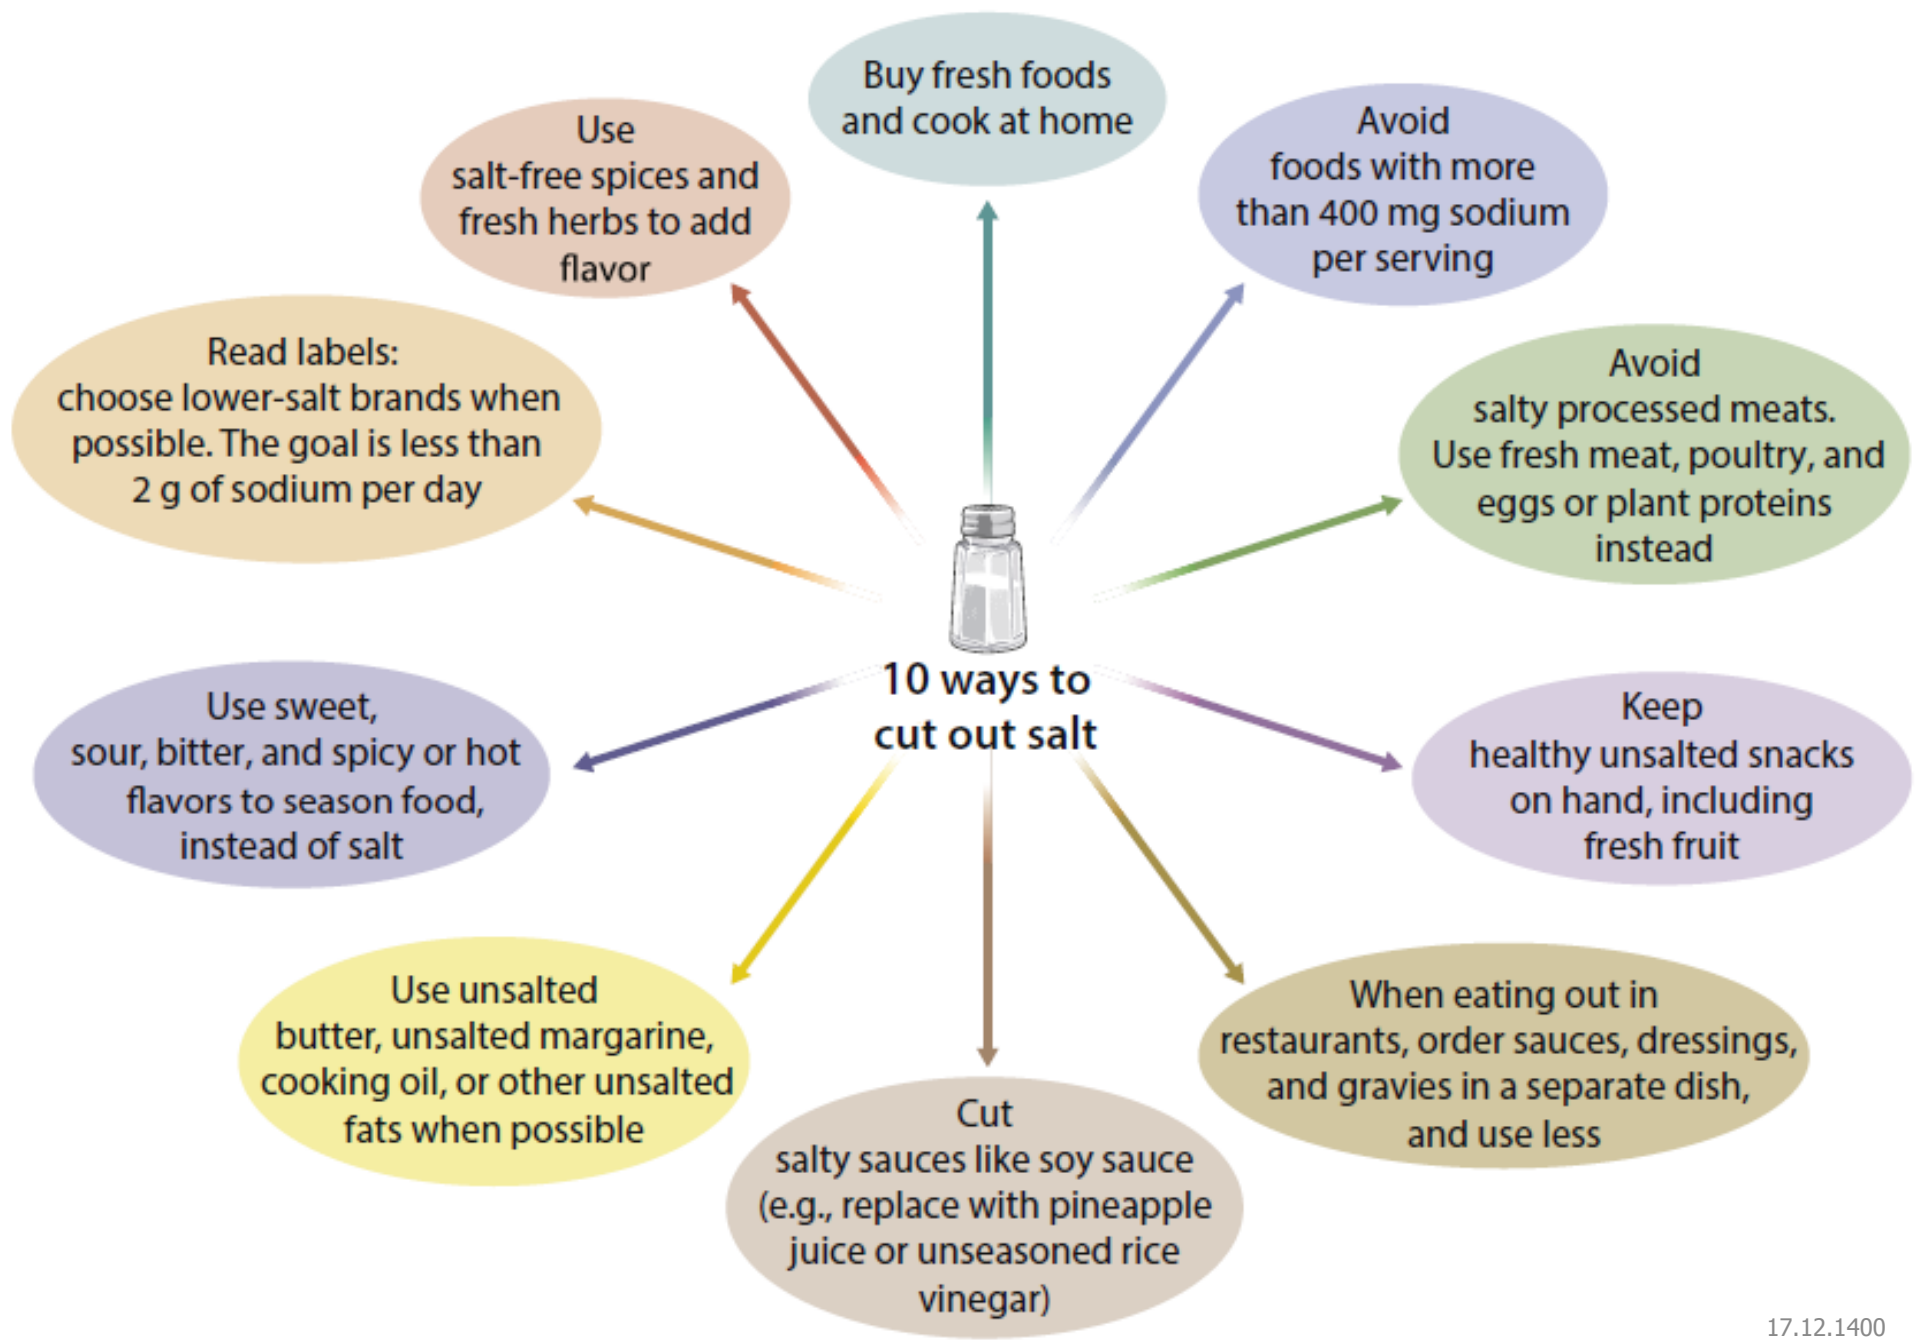 Buy fresh foods
and cook at home
Avoid
foods with more
than 400 mg sodium
per serving
Avoid
salty processed meats.
Use fresh meat, poultry, and
eggs or plant proteins
instead
Keep
healthy unsalted snacks
on hand, including
fresh fruit
When eating out in
restaurants, order sauces, dressings,
and gravies in a separate dish,
and use less
Cut
salty sauces like soy sauce
(e.g., replace with pineapple
juice or unseasoned rice
vinegar)
Use unsalted
butter, unsalted margarine,
cooking oil, or other unsalted
fats when possible
Use sweet,
sour, bitter, and spicy or hot
flavors to season food,
instead of salt
Read labels:
choose lower-salt brands when
possible. The goal is less than
2 g of sodium per day
Use
salt-free spices and
fresh herbs to add
flavor
10 ways to
cut out salt
17.12.1400